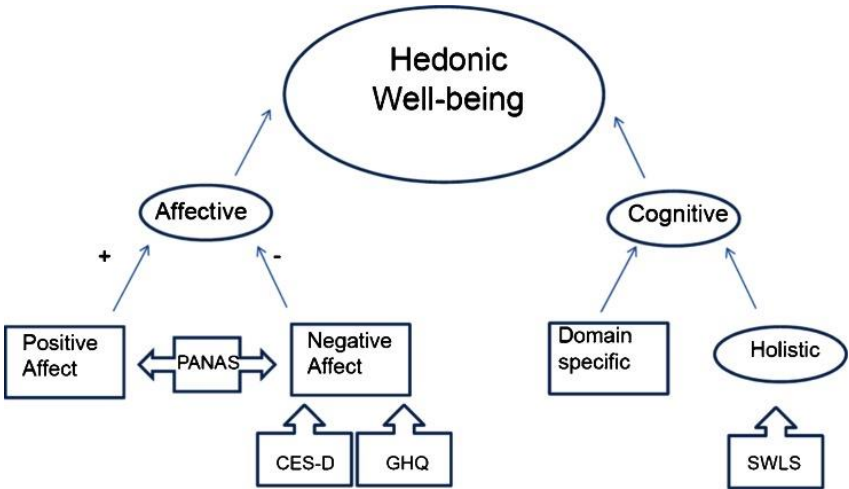 Hedonic
Well-being
Affective
Cognitive
+
-
Positive
Affect
PANAS
Negative
Affect
Domain
specific
Holistic
CES-D
GHQ
SWLS